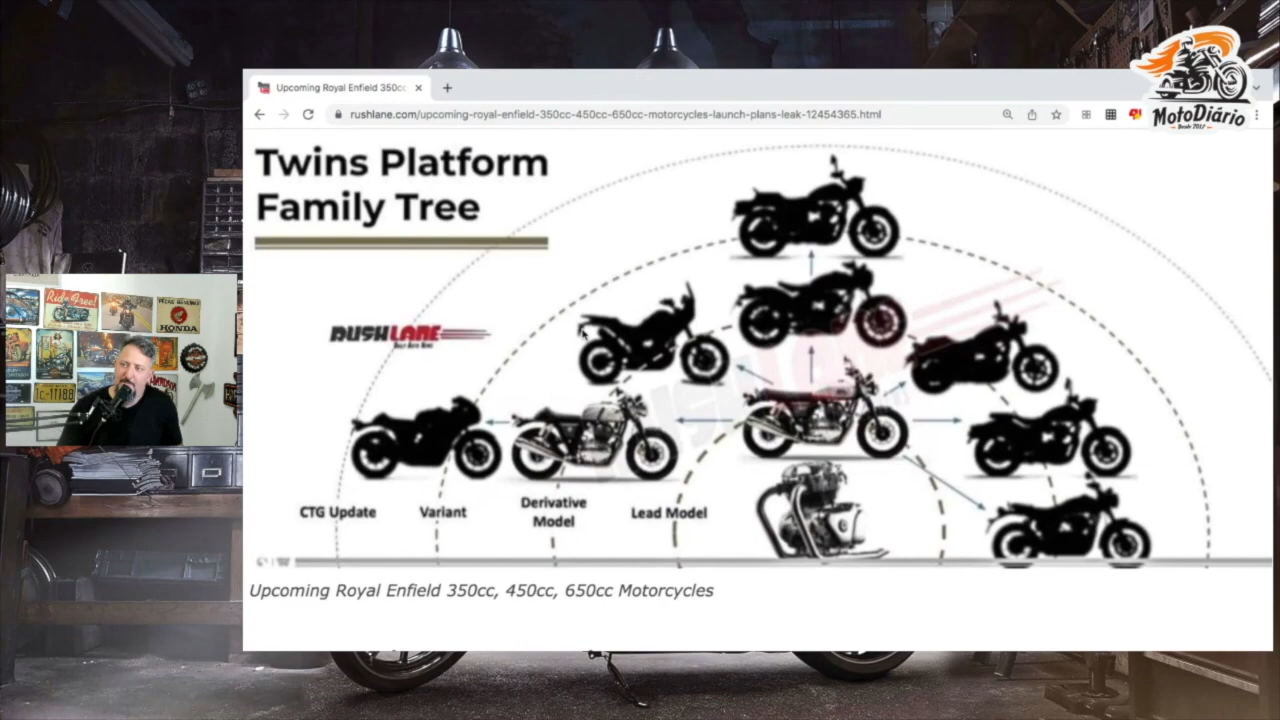 Upcoming Royal Enfield 350cc
rushlane.com/upcoming-royal-enfield-350cc-450cc-650cc-motorcycles-launch-plans-leak-12454365.html
MotoDiário
Desde 2017
Twins Platform
Family Tree
RUSHLANE
Ride Free!
HONDA
CTG Update
Variant
Derivative
Model
Lead Model
Upcoming Royal Enfield 350cc, 450cc, 650cc Motorcycles